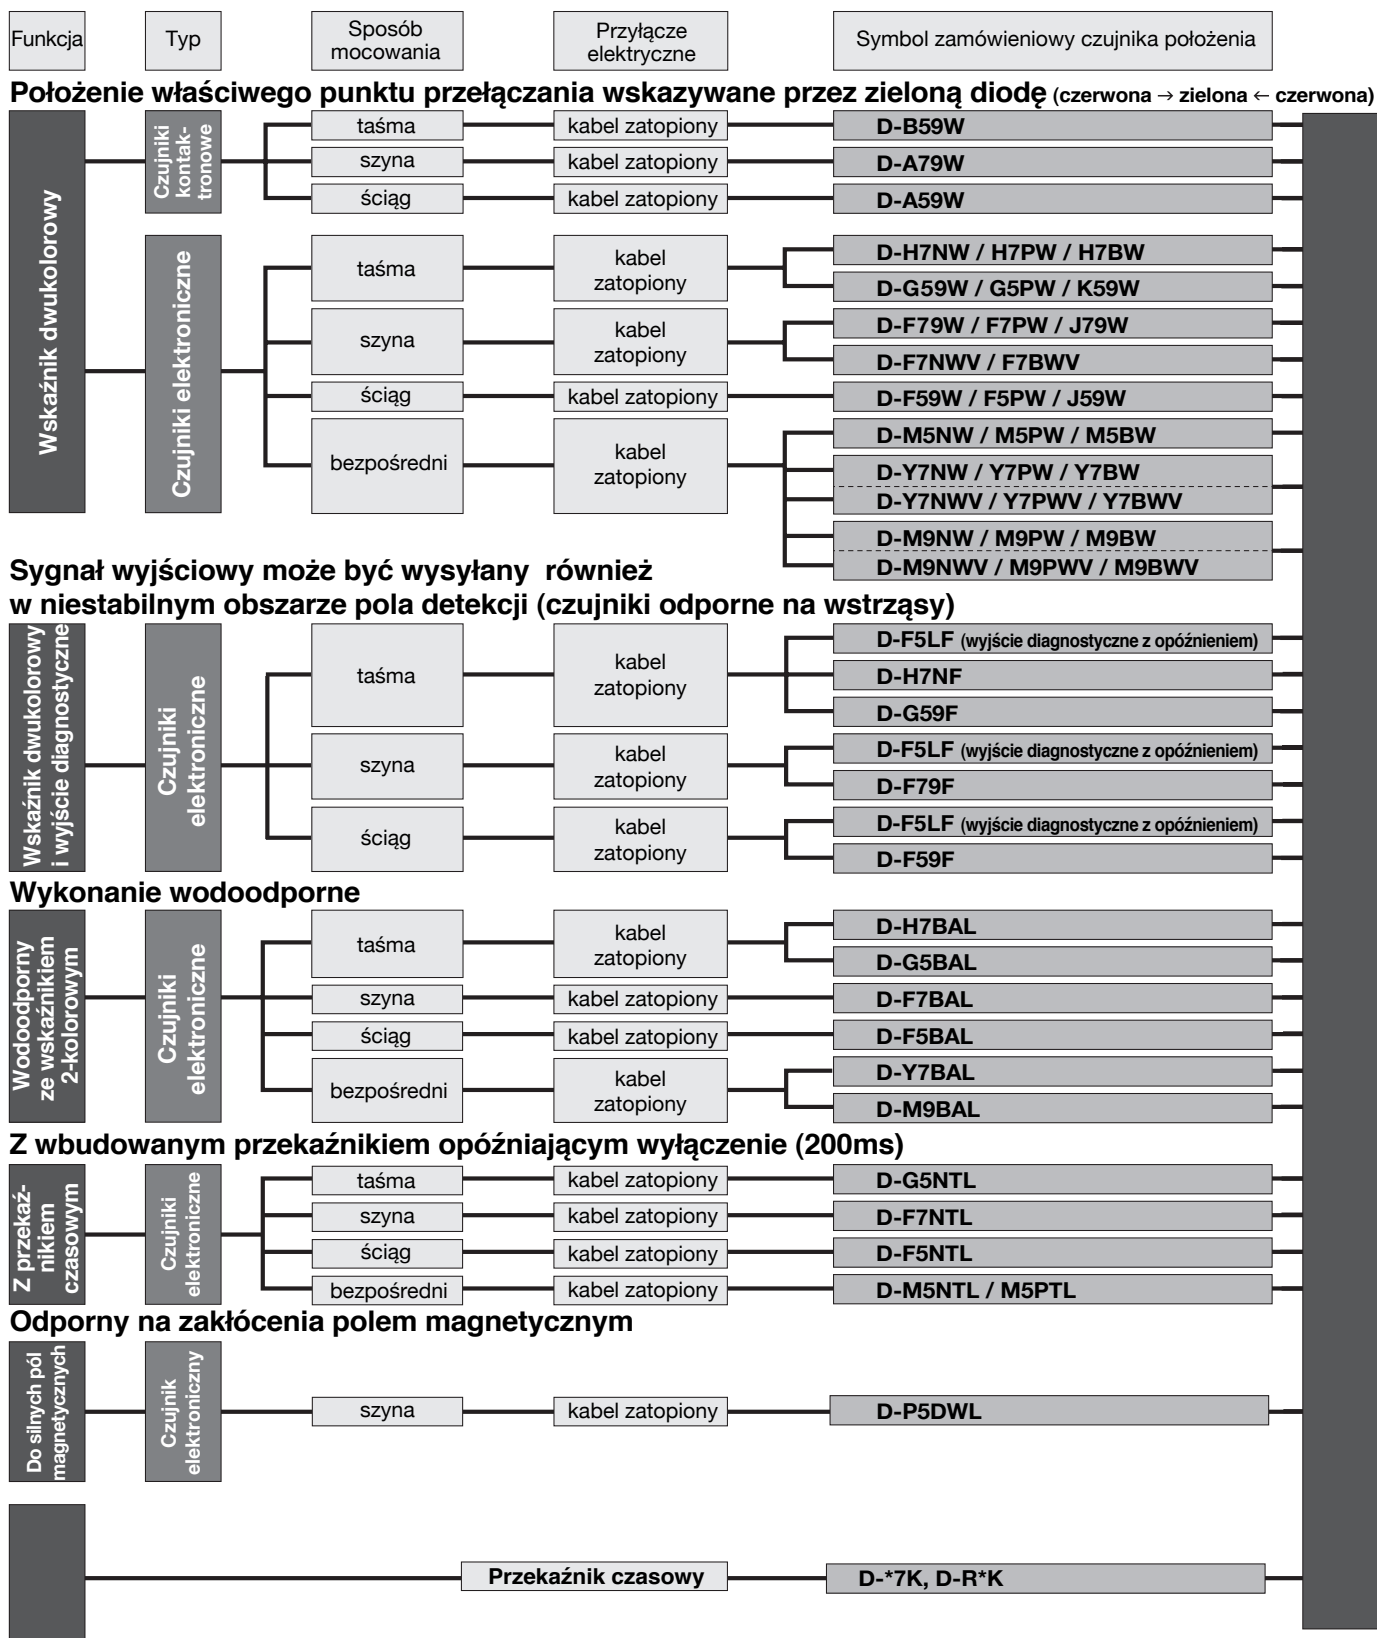 Funkcja
Typ
Sposób
mocowania
Przyłącze
elektryczne
Symbol zamówieniowy czujnika położenia
Położenie właściwego punktu przełączania wskazywane przez zieloną diodę (czerwona → zielona ← czerwona)
Wskaźnik dwukolorowy
Czujniki
kontak-
tronowe
taśma
kabel zatopiony
D-B59W
szyna
kabel zatopiony
D-A79W
ściąg
kabel zatopiony
D-A59W
Czujniki elektroniczne
taśma
kabel
zatopiony
D-H7NW / H7PW / H7BW
D-G59W / G5PW / K59W
szyna
kabel
zatopiony
D-F79W / F7PW / J79W
D-F7NWV / F7BWV
ściąg
kabel zatopiony
D-F59W / F5PW / J59W
bezpośredni
kabel
zatopiony
D-M5NW / M5PW / M5BW
D-Y7NW / Y7PW / Y7BW
D-Y7NWV / Y7PWV / Y7BWV
D-M9NW / M9PW / M9BW
D-M9NWV / M9PWV / M9BWV
Sygnał wyjściowy może być wysyłany również
w niestabilnym obszarze pola detekcji (czujniki odporne na wstrząsy)
Wskaźnik dwukolorowy
i wyjście diagnostyczne
Czujniki
elektroniczne
taśma
kabel
zatopiony
D-F5LF (wyjście diagnostyczne z opóźnieniem)
D-H7NF
D-G59F
szyna
kabel
zatopiony
D-F5LF (wyjście diagnostyczne z opóźnieniem)
D-F79F
ściąg
kabel
zatopiony
D-F5LF (wyjście diagnostyczne z opóźnieniem)
D-F59F
Wykonanie wodoodporne
Wodoodporny
ze wskaźnikiem
2-kolorowym
Czujniki
elektroniczne
taśma
kabel
zatopiony
D-H7BAL
D-G5BAL
szyna
kabel zatopiony
D-F7BAL
ściąg
kabel zatopiony
D-F5BAL
bezpośredni
kabel
zatopiony
D-Y7BAL
D-M9BAL
Z wbudowanym przekaźnikiem opóźniającym wyłączenie (200ms)
Z przekaź-
nikiem
czasowym
Czujniki
elektroniczne
taśma
kabel zatopiony
D-G5NTL
szyna
kabel zatopiony
D-F7NTL
ściąg
kabel zatopiony
D-F5NTL
bezpośredni
kabel zatopiony
D-M5NTL / M5PTL
Odporny na zakłócenia polem magnetycznym
Do silnych pól
magnetycznych
Czujnik
elektroniczny
szyna
kabel zatopiony
D-P5DWL
Przekaźnik czasowy
D-*7K, D-R*K